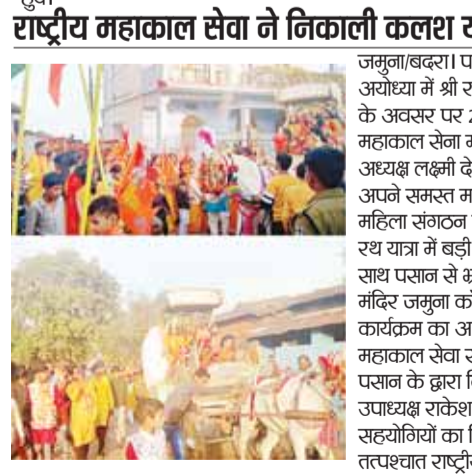 हुये।
राष्ट्रीय महाकाल सेवा ने निकाली कलश
जमुना/बदरा।
अयोध्या में श्री
के अवसर पर
महाकाल सेना
अध्यक्ष लक्ष्मी
अपने समस्त
महिला संगठन
रथ यात्रा में बड़ी
साथ पसान से
मंदिर जमुना
कार्यक्रम का
महाकाल सेवा
पसान के द्वारा
उपाध्यक्ष राकेश
सहयोगियों का
तत्पश्चात